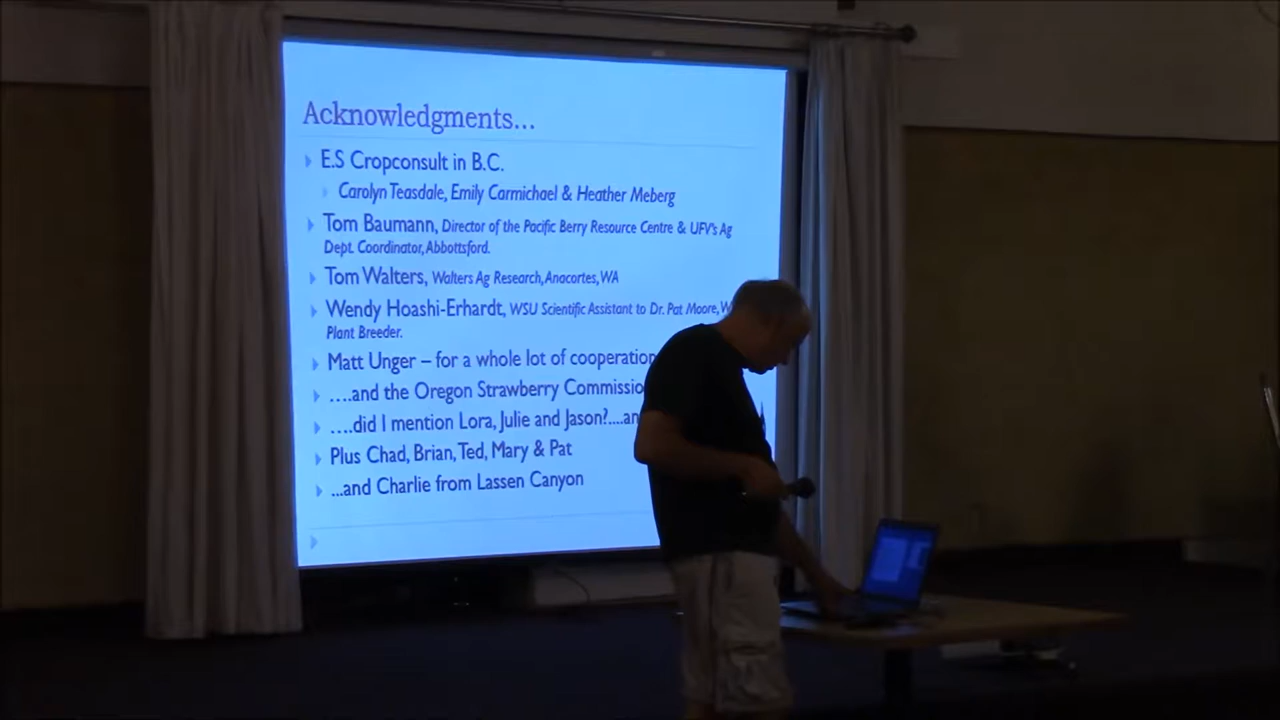 Acknowledgments...
E.S Cropconsult in B.C.
Carolyn Teasdale, Emily Carmichael & Heather Meberg
Tom Baumann, Director of the Pacific Berry Resource Centre & UFV's Ag
Dept. Coordinator, Abbottsford.
Tom Walters, Walters Ag Research, Anacortes, WA
Wendy Hoashi-Erhardt, WSU Scientific Assistant to Dr. Pat Moore,
Plant Breeder.
Matt Unger – for a whole lot of cooperation
....and the Oregon Strawberry
....did I mention Lora, Julie and Jason?....
Plus Chad, Brian, Ted, Mary & Pat
...and Charlie from Lassen Canyon